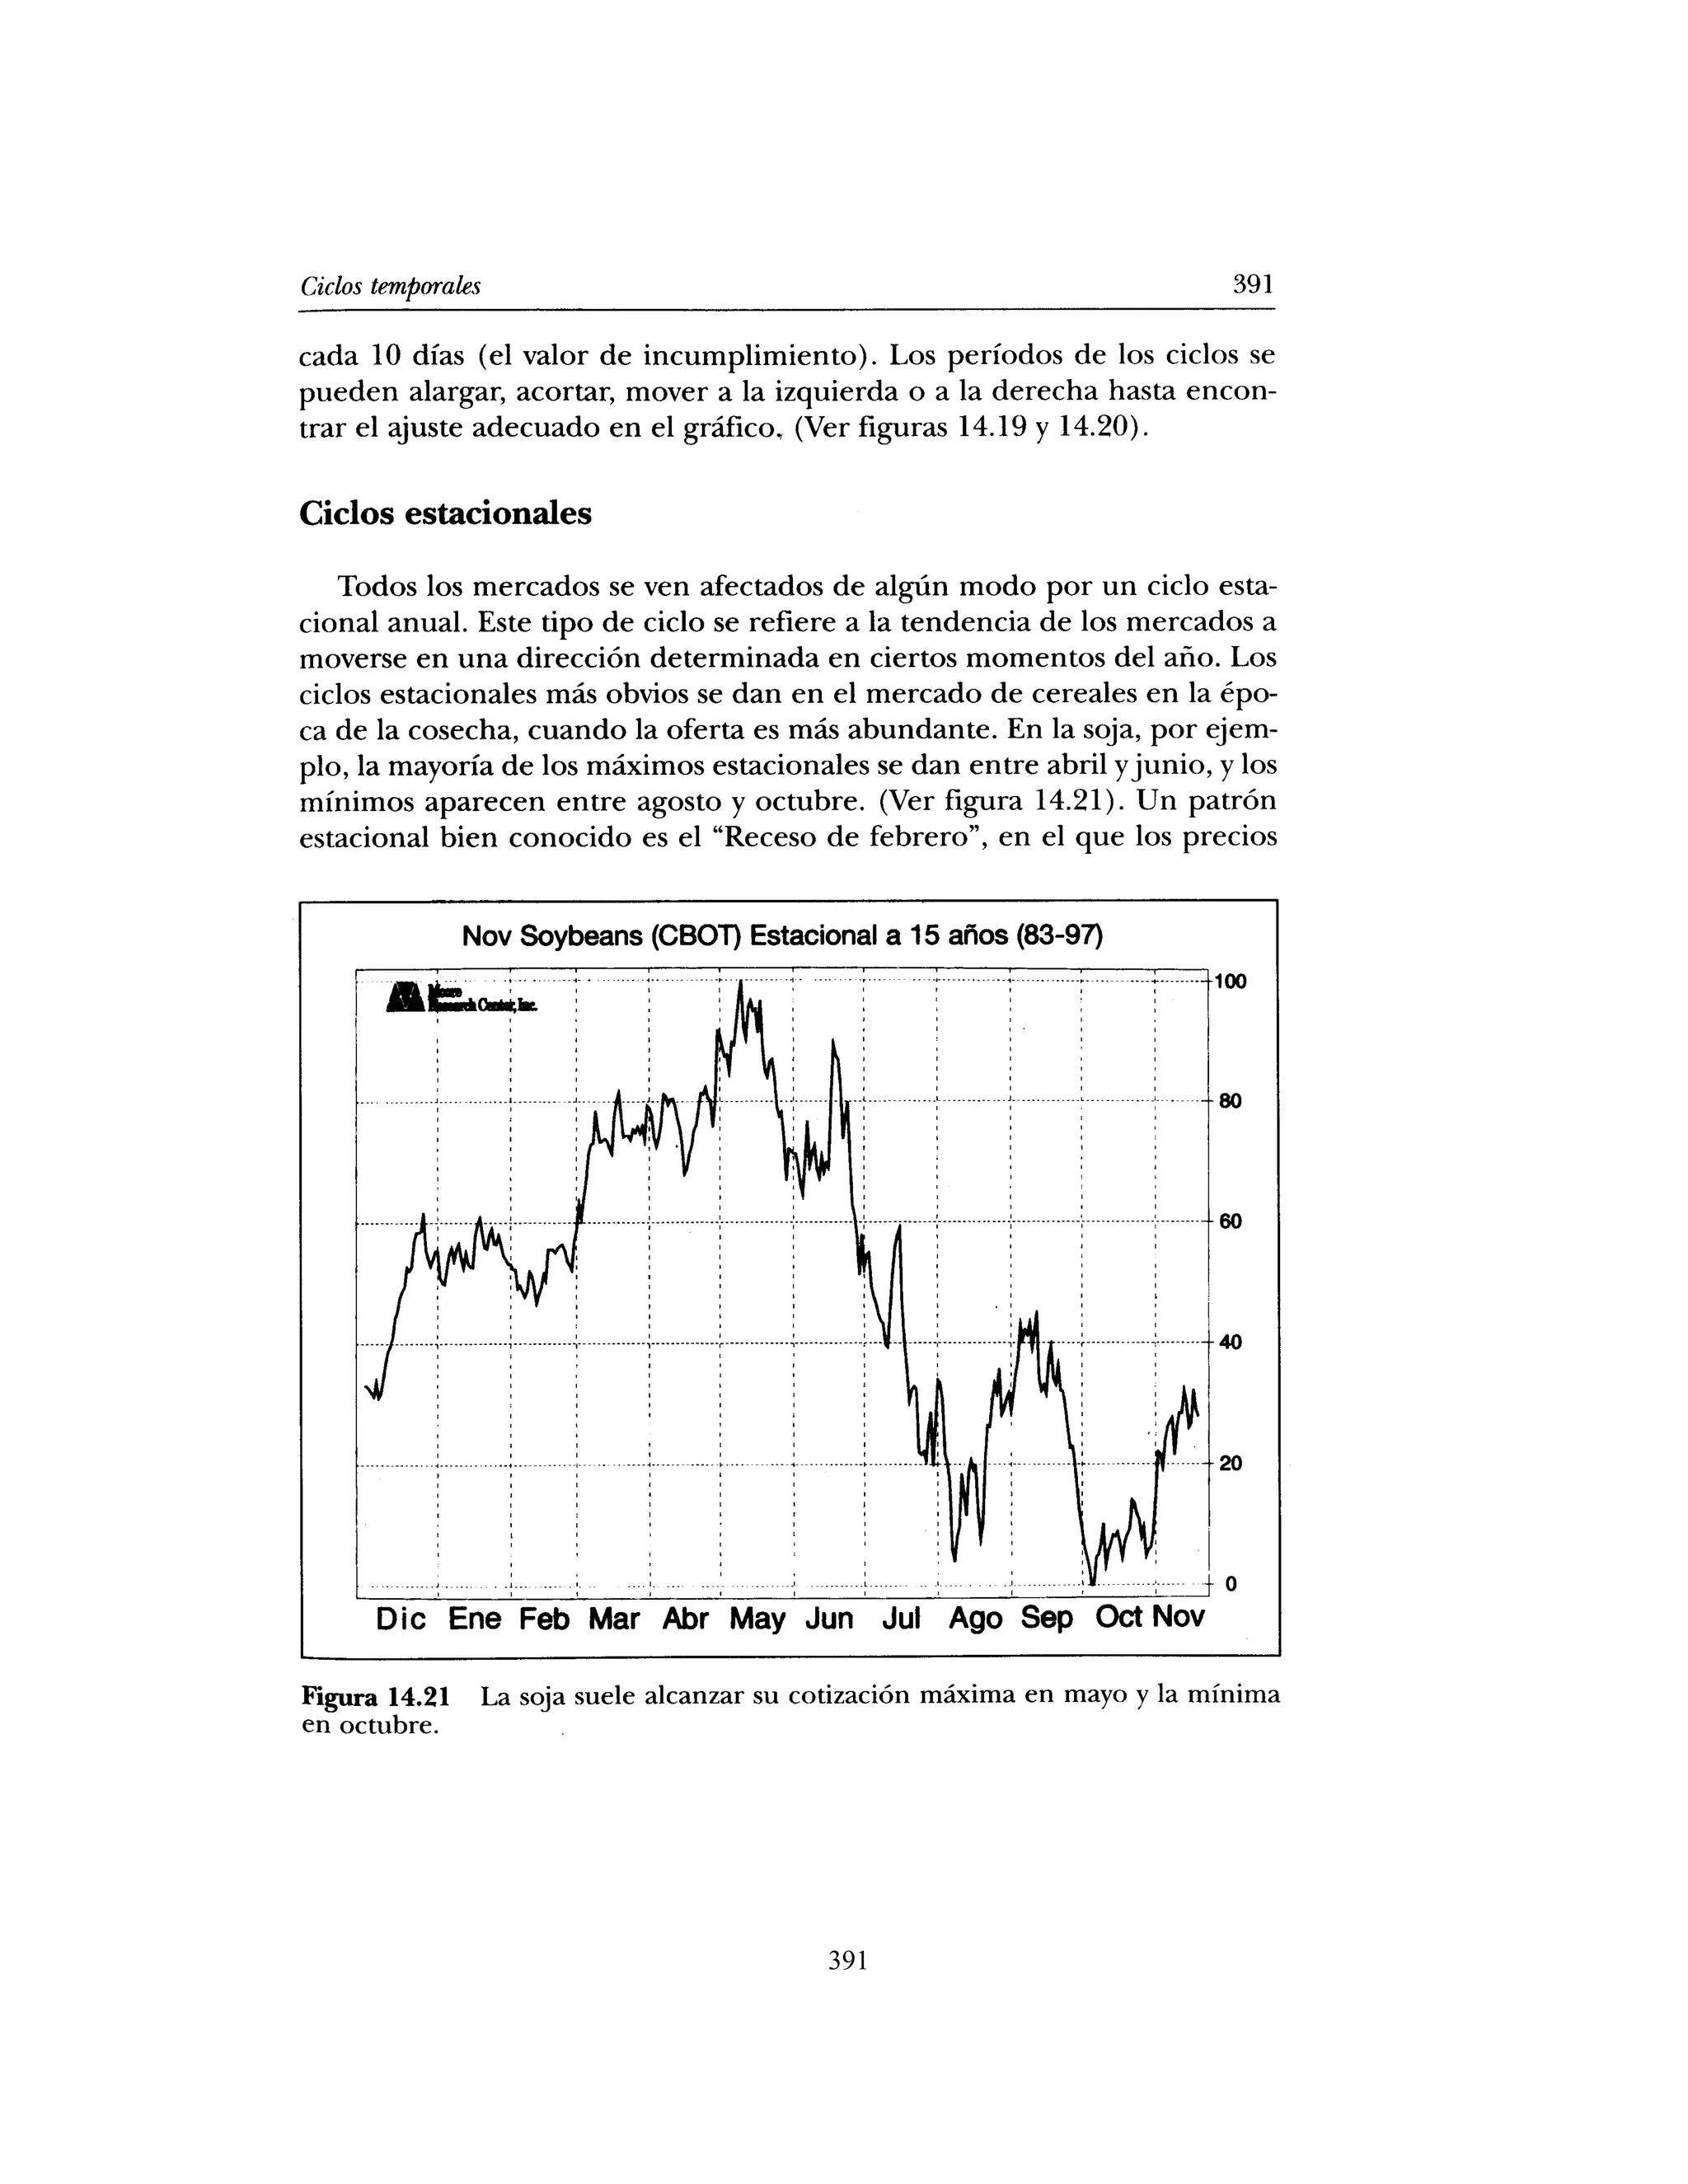 Ciclos temporales 391
cada 10 días (el valor de incumplimiento). Los períodos de los ciclos se
pueden alargar, acortar, mover a la izquierda o a la derecha hasta encon-
trar el ajuste adecuado en el gráfico, (Ver figuras 14.19 y 14.20).
Ciclos estacionales
Todos los mercados se ven afectados de algún modo por un ciclo esta-
cional anual. Este tipo de ciclo se refiere a la tendencia de los mercados a
moverse en una dirección determinada en ciertos momentos del año. Los
ciclos estacionales más obvios se dan en el mercado de cereales en la épo-
ca de la cosecha, cuando la oferta es más abundante. En la soja, por ejem-
plo, la mayoría de los máximos estacionales se dan entre abril y junio, y los
mínimos aparecen entre agosto y octubre. (Ver figura 14.21). Un patrón
estacional bien conocido es el “Receso de febrero”, en el que los precios
Nov Soybeans (CBOT) Estacional a 15 años (83-97)
Moore
Research Center, Inc.
100
80
60
40
20
0
Dic Ene Feb Mar Abr May Jun Jul Ago Sep Oct Nov
Figura 14.21 La soja suele alcanzar su cotización máxima en mayo y la mínima
en octubre.
391